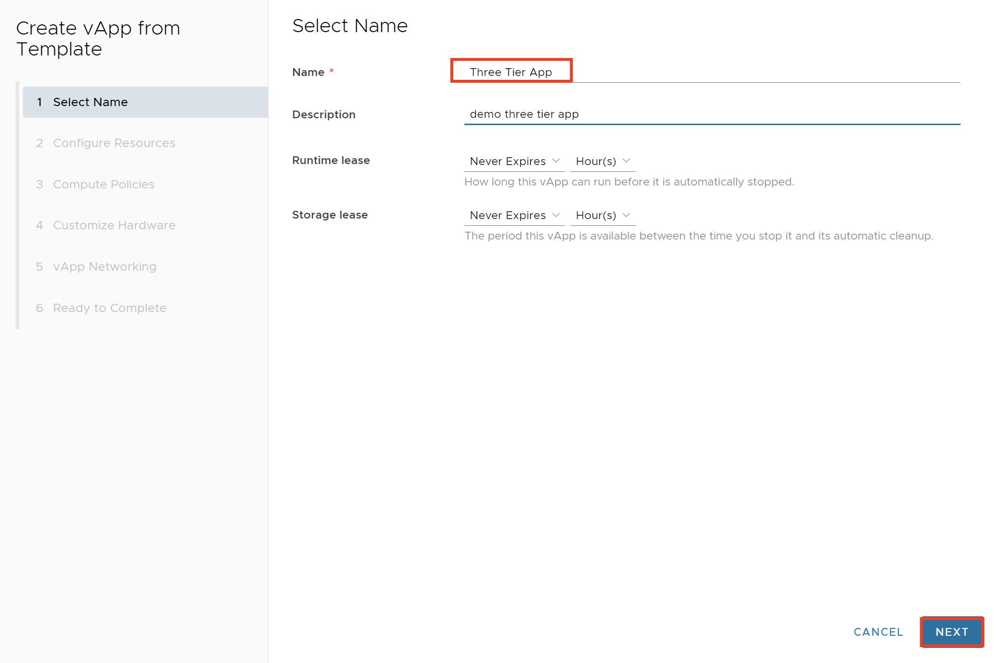 Create vApp from
Template
1 Select Name
2 Configure Resources
3 Compute Policies
4 Customize Hardware
5 vApp Networking
6 Ready to Complete
Select Name
Name * Three Tier App
Description demo three tier app
Runtime lease Never Expires Hour(s)
How long this vApp can run before it is automatically stopped.
Storage lease Never Expires Hour(s)
The period this vApp is available between the time you stop it and its automatic cleanup.
CANCEL NEXT